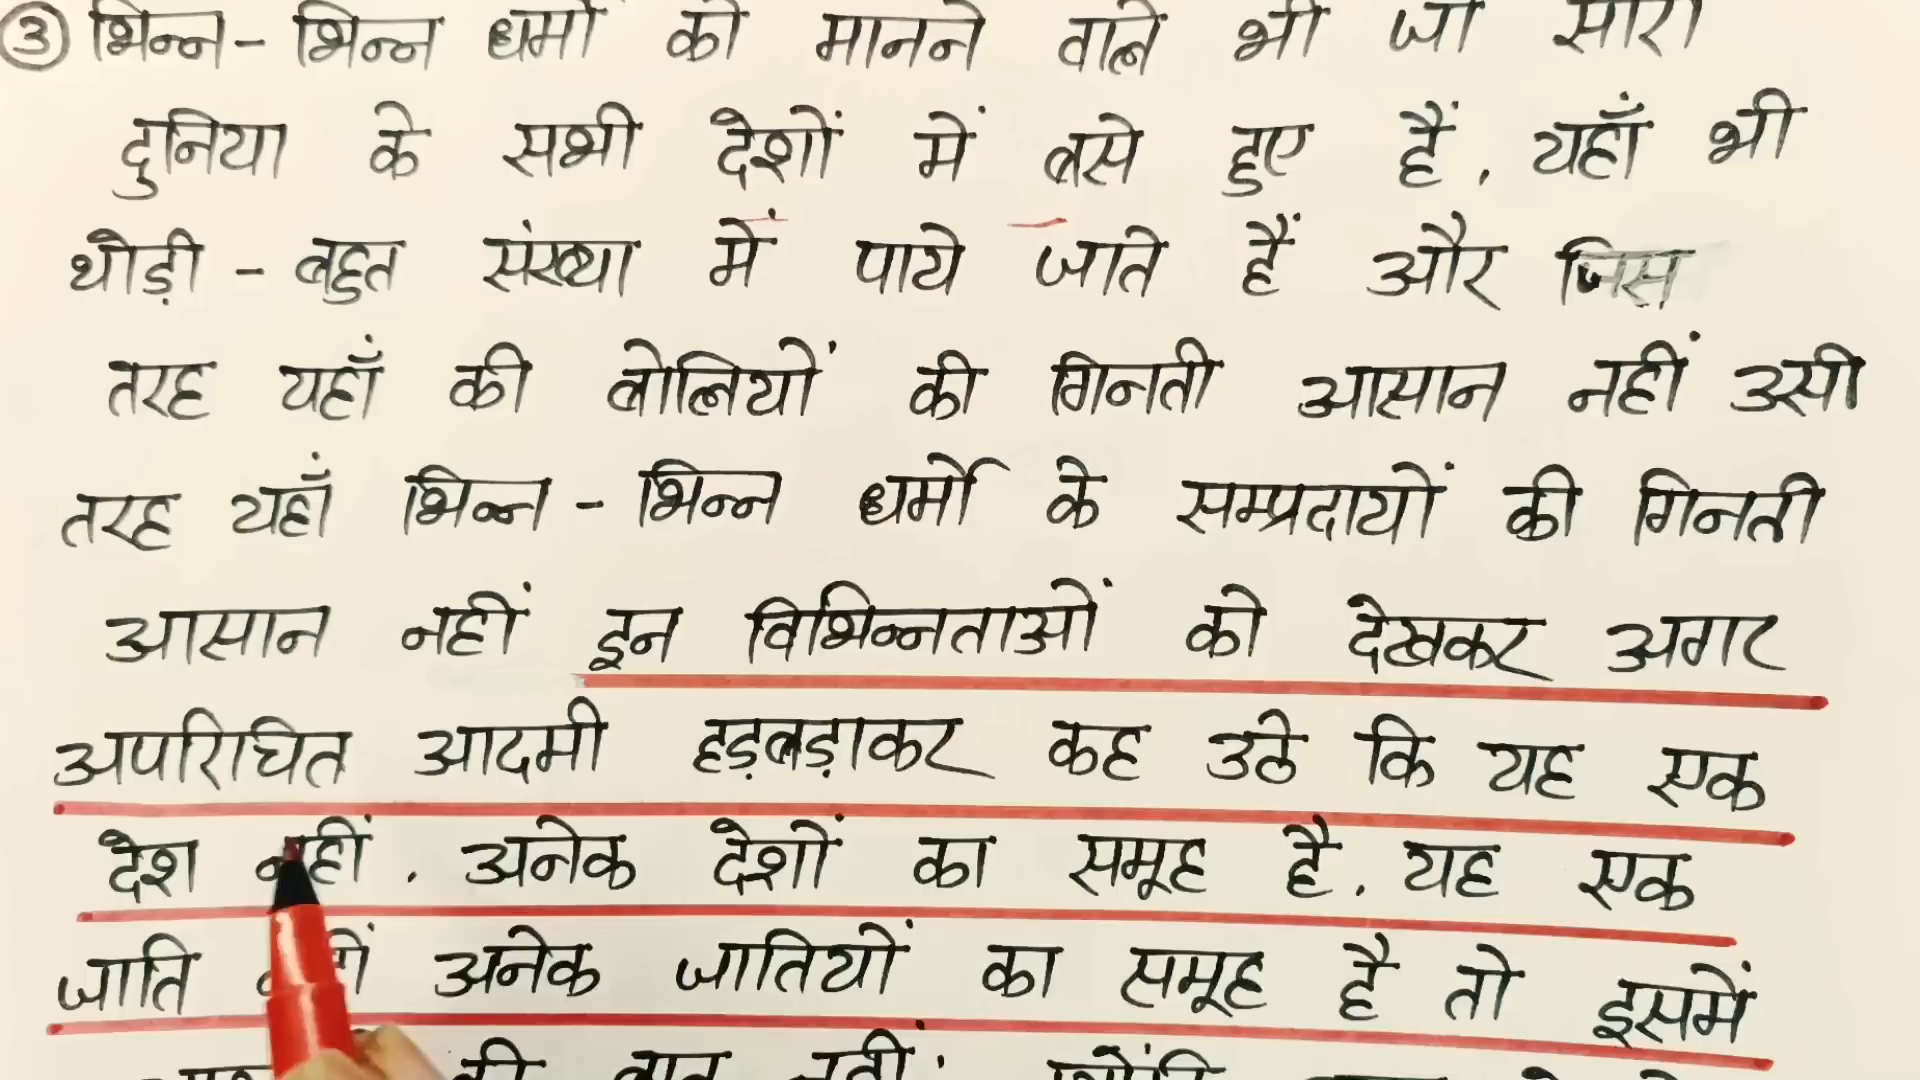 ③ भिन्न - भिन्न धर्मों को मानने वाले भी जो सारी
दुनिया के सभी देशों में बसे हुए हैं, यहाँ भी
थोड़ी - बहुत संख्या में पाये जाते हैं और जिस
तरह यहाँ की बोलियों की गिनती आसान नहीं उसी
तरह यहाँ भिन्न - भिन्न धर्मो के सम्प्रदायों की गिनती
आसान नहीं इन विभिन्नताओं को देखकर अगर
अपरिचित आदमी हड़बड़ाकर कह उठे कि यह एक
देश नहीं. अनेक देशों का समूह है. यह एक
जाति नहीं अनेक जातियों का समूह है तो इसमें
की बात नहीं.